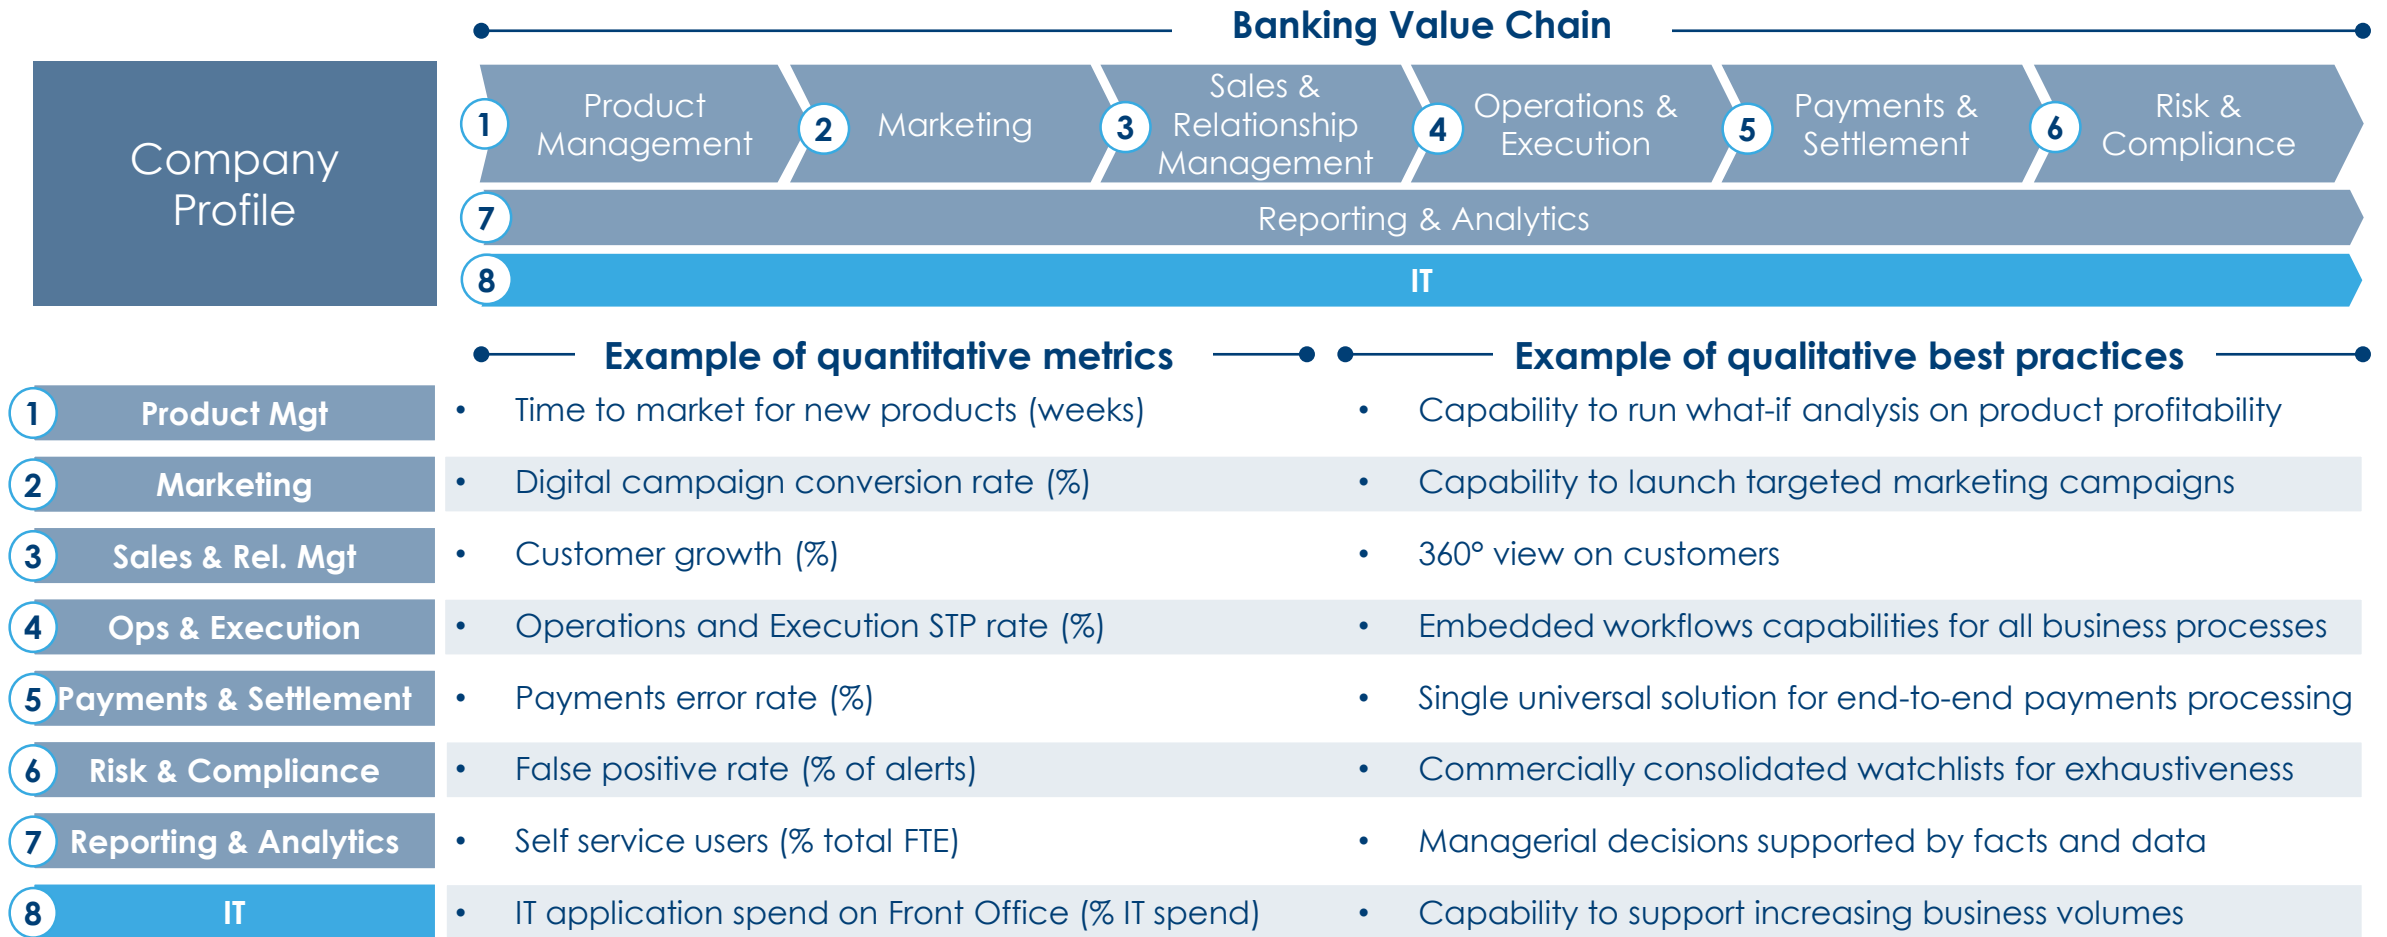 Banking Value Chain
Company
Profile
1
Product
Management
2
Marketing
3
Sales &
Relationship
Management
4
Operations &
Execution
5
Payments &
Settlement
6
Risk &
Compliance
7
Reporting & Analytics
8
IT
Example of quantitative metrics
Example of qualitative best practices
1 Product Mgt
• Time to market for new products (weeks)
• Capability to run what-if analysis on product profitability
2 Marketing
• Digital campaign conversion rate (%)
• Capability to launch targeted marketing campaigns
3 Sales & Rel. Mgt
• Customer growth (%)
• 360° view on customers
4 Ops & Execution
• Operations and Execution STP rate (%)
• Embedded workflows capabilities for all business processes
5 Payments & Settlement
• Payments error rate (%)
• Single universal solution for end-to-end payments processing
6 Risk & Compliance
• False positive rate (% of alerts)
• Commercially consolidated watchlists for exhaustiveness
7 Reporting & Analytics
• Self service users (% total FTE)
• Managerial decisions supported by facts and data
8 IT
• IT application spend on Front Office (% IT spend)
• Capability to support increasing business volumes